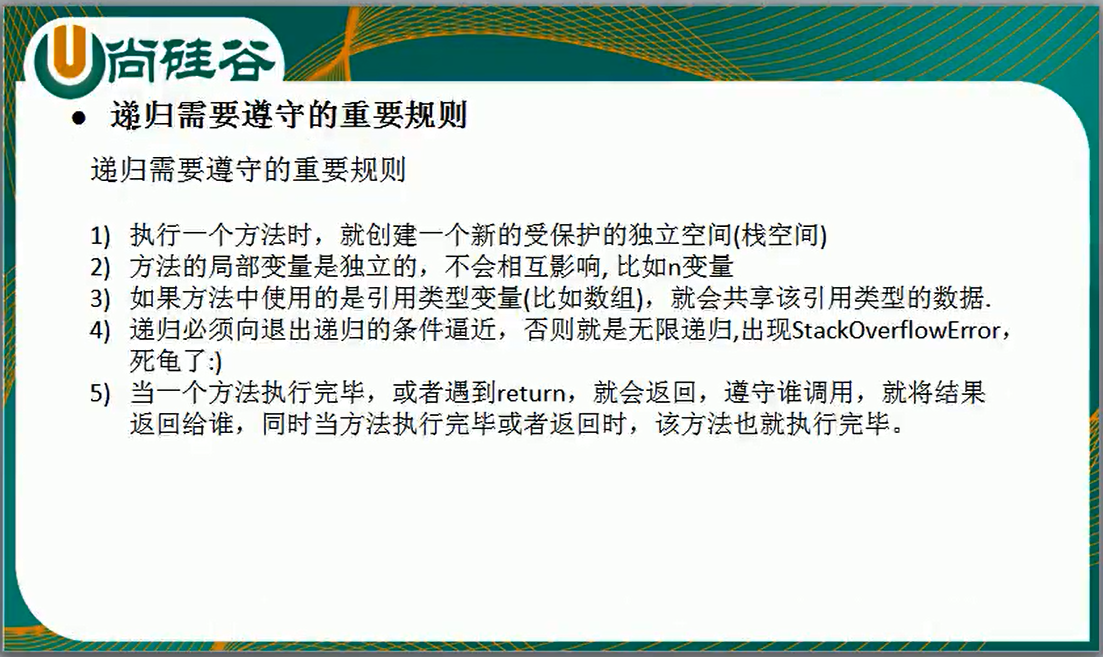 U尚硅谷
● 递归需要遵守的重要规则
递归需要遵守的重要规则
1) 执行一个方法时，就创建一个新的受保护的独立空间(栈空间)
2) 方法的局部变量是独立的，不会相互影响, 比如n变量
3) 如果方法中使用的是引用类型变量(比如数组)，就会共享该引用类型的数据.
4) 递归必须向退出递归的条件逼近，否则就是无限递归,出现StackOverflowError，
死龟了:)
5) 当一个方法执行完毕，或者遇到return，就会返回，遵守谁调用，就将结果
返回给谁，同时当方法执行完毕或者返回时，该方法也就执行完毕。